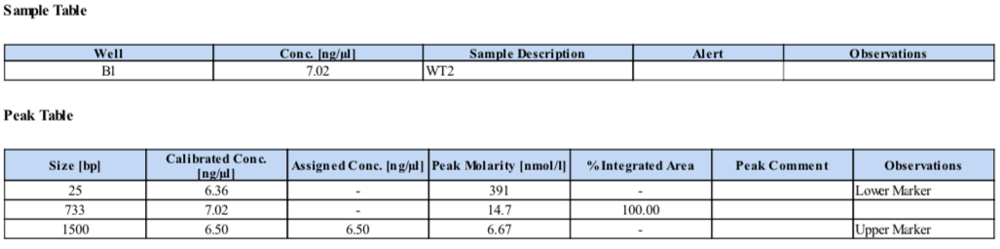 Sample Table
Well Conc. [ng/µl] Sample Description Alert Observations
B1 7.02 WT2
Peak Table
Size [bp] Calibrated Conc. [ng/µl] Assigned Conc. [ng/µl] Peak Molarity [nmol/l] % Integrated Area Peak Comment Observations
25 6.36 - 391 - Lower Marker
733 7.02 - 14.7 100.00
1500 6.50 6.50 6.67 - Upper Marker